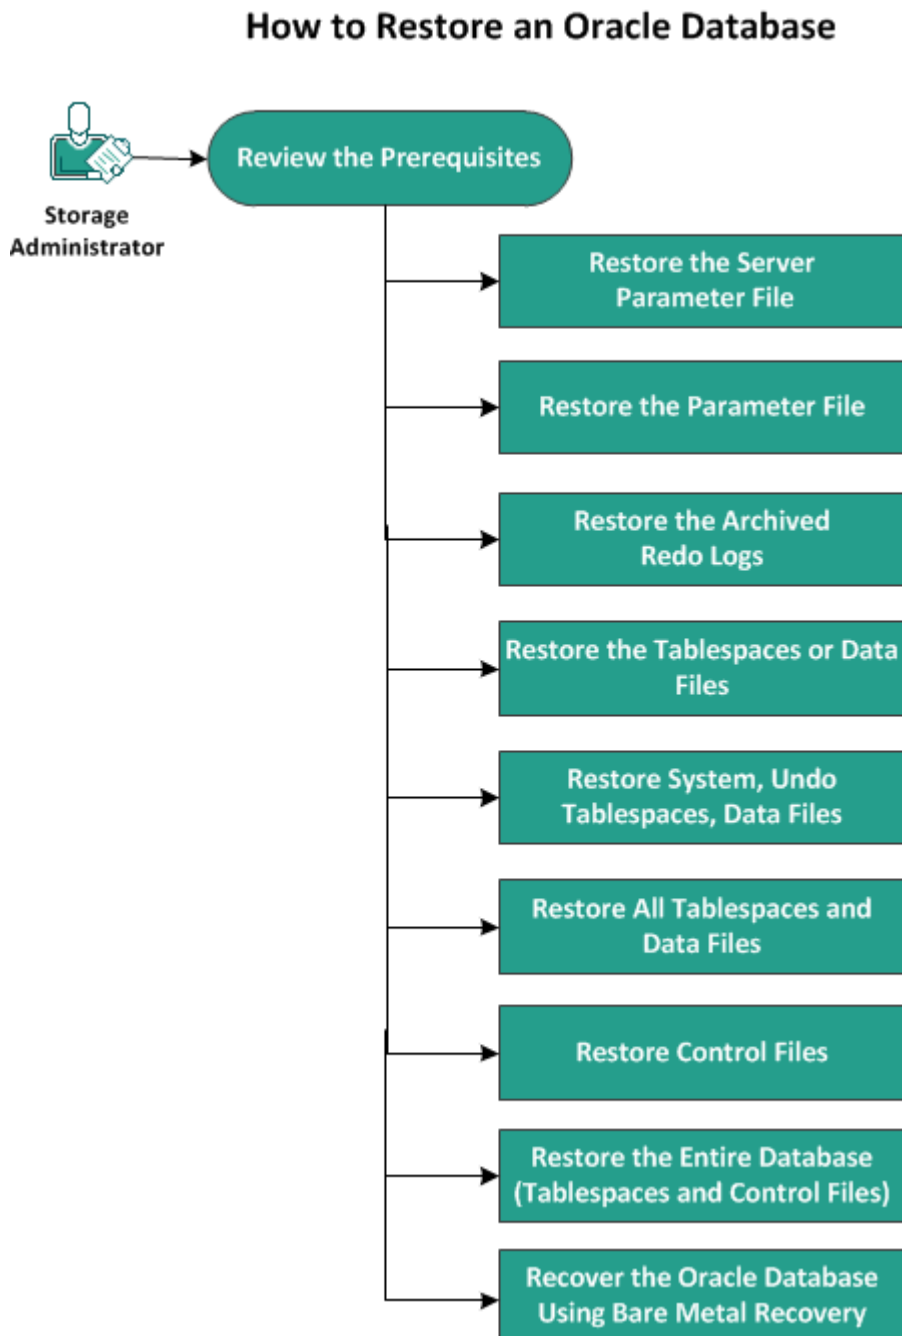 How to Restore an Oracle Database
Review the Prerequisites
Storage
Administrator
Restore the Server
Parameter File
Restore the Parameter File
Restore the Archived
Redo Logs
Restore the Tablespaces or Data
Files
Restore System, Undo
Tablespaces, Data Files
Restore All Tablespaces and
Data Files
Restore Control Files
Restore the Entire Database
(Tablespaces and Control Files)
Recover the Oracle Database
Using Bare Metal Recovery